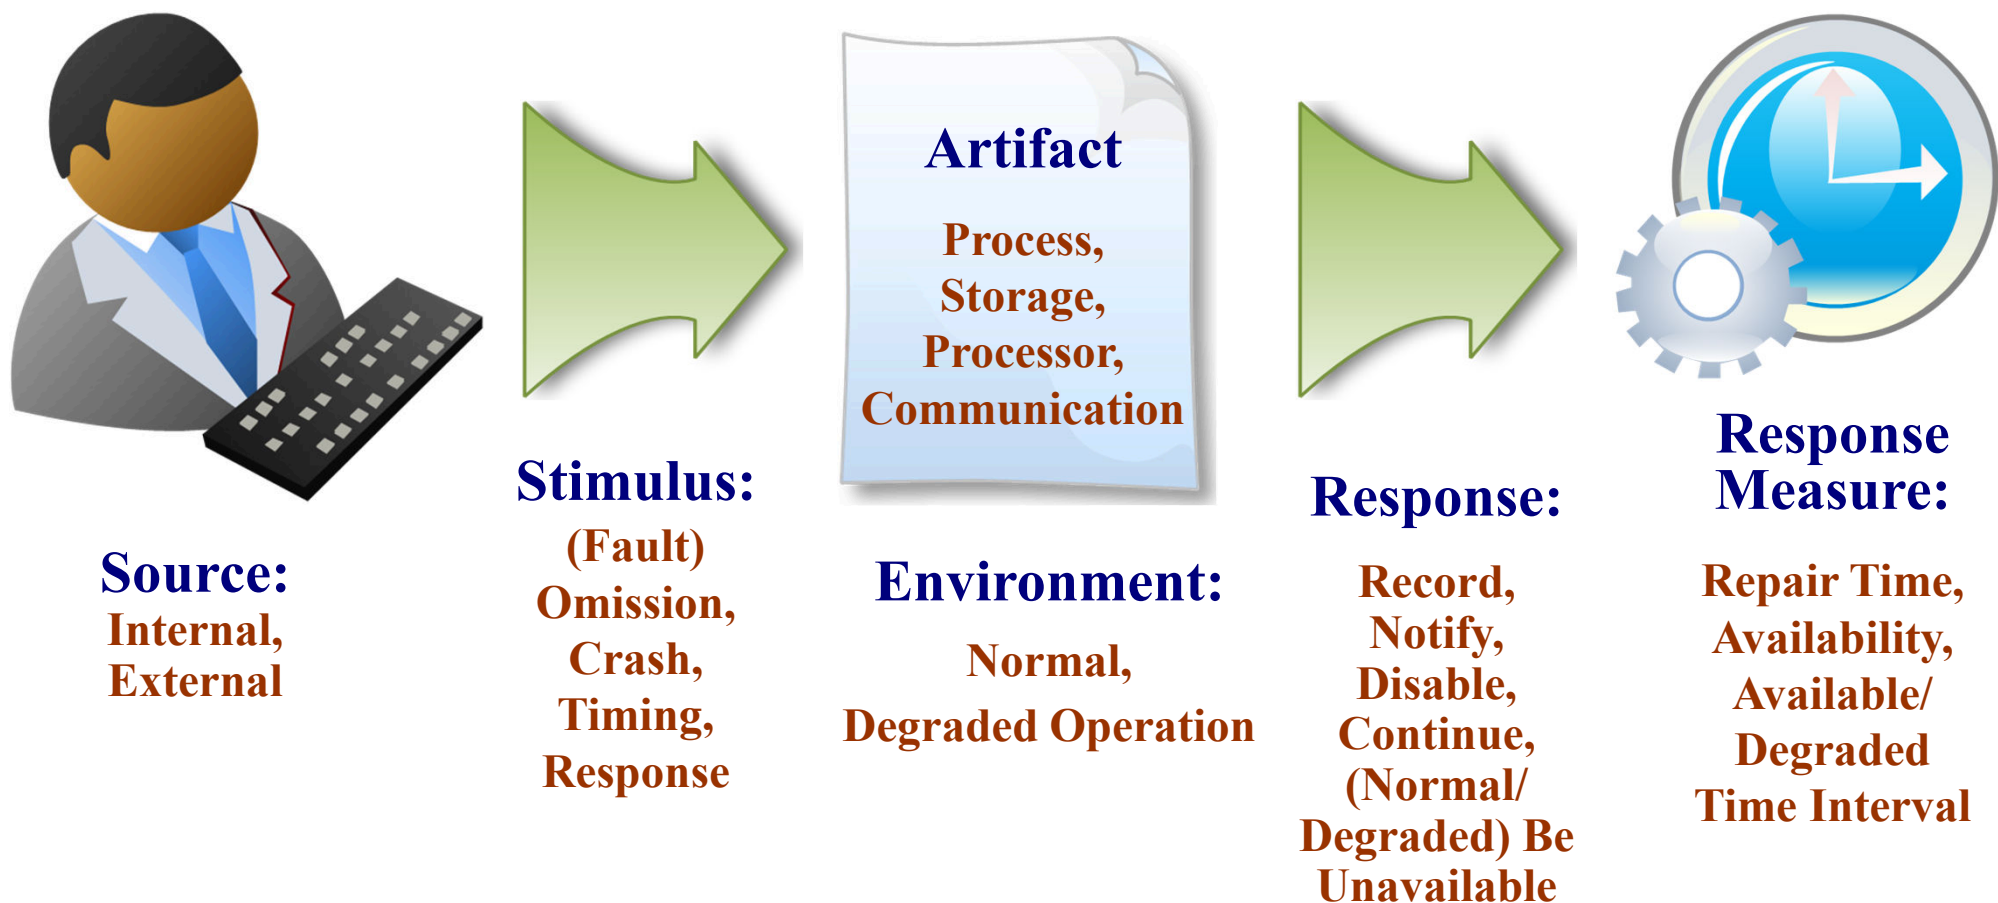 Source:
Internal,
External
Stimulus:
(Fault)
Omission,
Crash,
Timing,
Response
Artifact
Process,
Storage,
Processor,
Communication
Environment:
Normal,
Degraded Operation
Response:
Record,
Notify,
Disable,
Continue,
(Normal/
Degraded) Be
Unavailable
Response
Measure:
Repair Time,
Availability,
Available/
Degraded
Time Interval